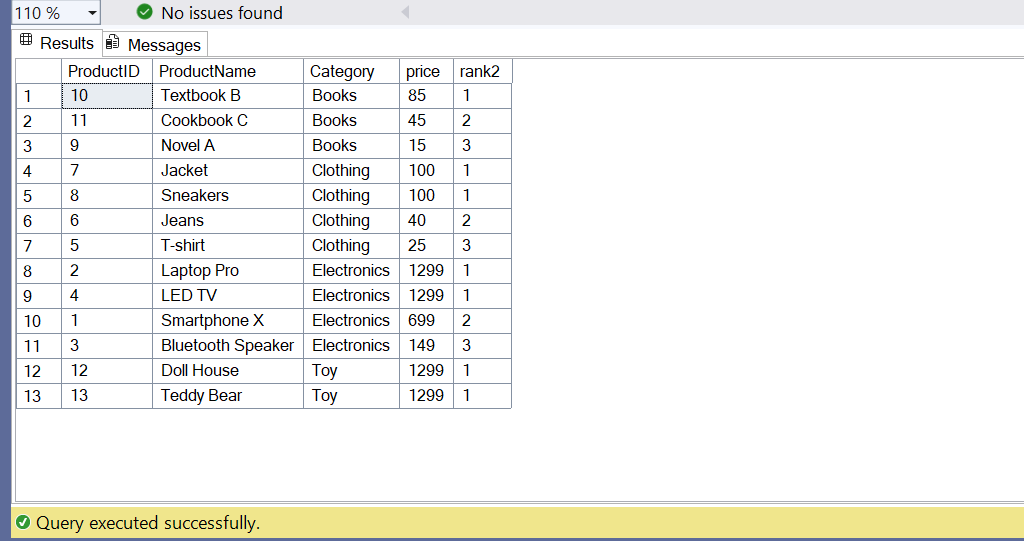 110 % No issues found
Results Messages
ProductID ProductName Category price rank2
1 10 Textbook B Books 85 1
2 11 Cookbook C Books 45 2
3 9 Novel A Books 15 3
4 7 Jacket Clothing 100 1
5 8 Sneakers Clothing 100 1
6 6 Jeans Clothing 40 2
7 5 T-shirt Clothing 25 3
8 2 Laptop Pro Electronics 1299 1
9 4 LED TV Electronics 1299 1
10 1 Smartphone X Electronics 699 2
11 3 Bluetooth Speaker Electronics 149 3
12 12 Doll House Toy 1299 1
13 13 Teddy Bear Toy 1299 1
Query executed successfully.